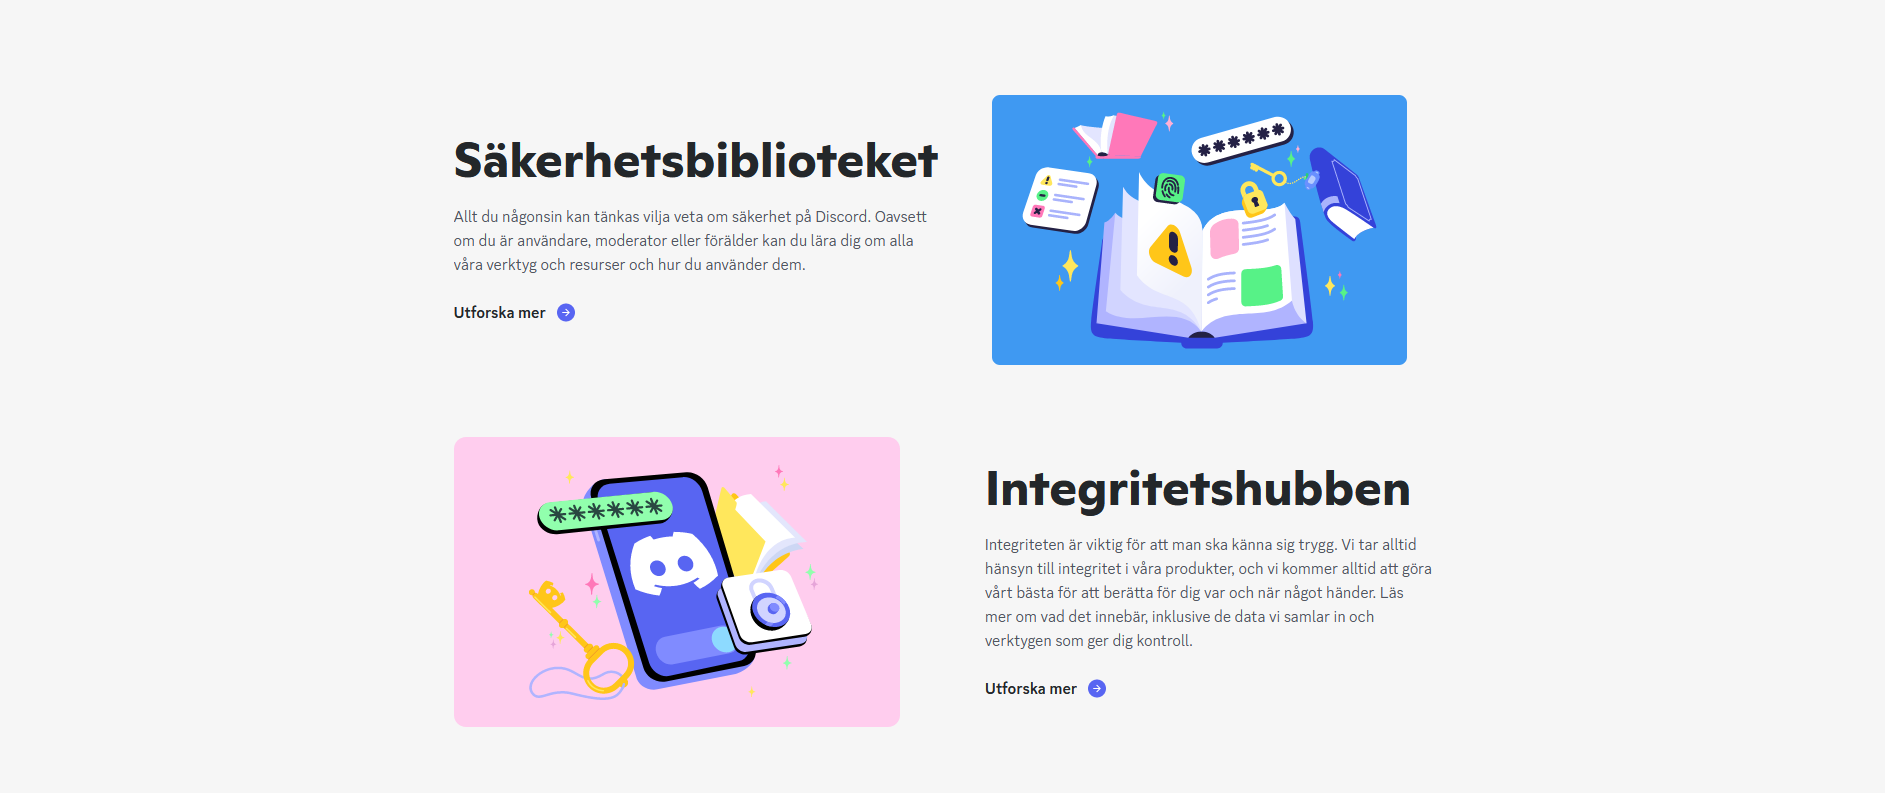 Säkerhetsbiblioteket
Allt du någonsin kan tänkas vilja veta om säkerhet på Discord. Oavsett
om du är användare, moderator eller förälder kan du lära dig om alla
våra verktyg och resurser och hur du använder dem.
Utforska mer
Integritetshubben
Integriteten är viktig för att man ska känna sig trygg. Vi tar alltid
hänsyn till integritet i våra produkter, och vi kommer alltid att göra
vårt bästa för att berätta för dig var och när något händer. Läs
mer om vad det innebär, inklusive de data vi samlar in och
verktygen som ger dig kontroll.
Utforska mer